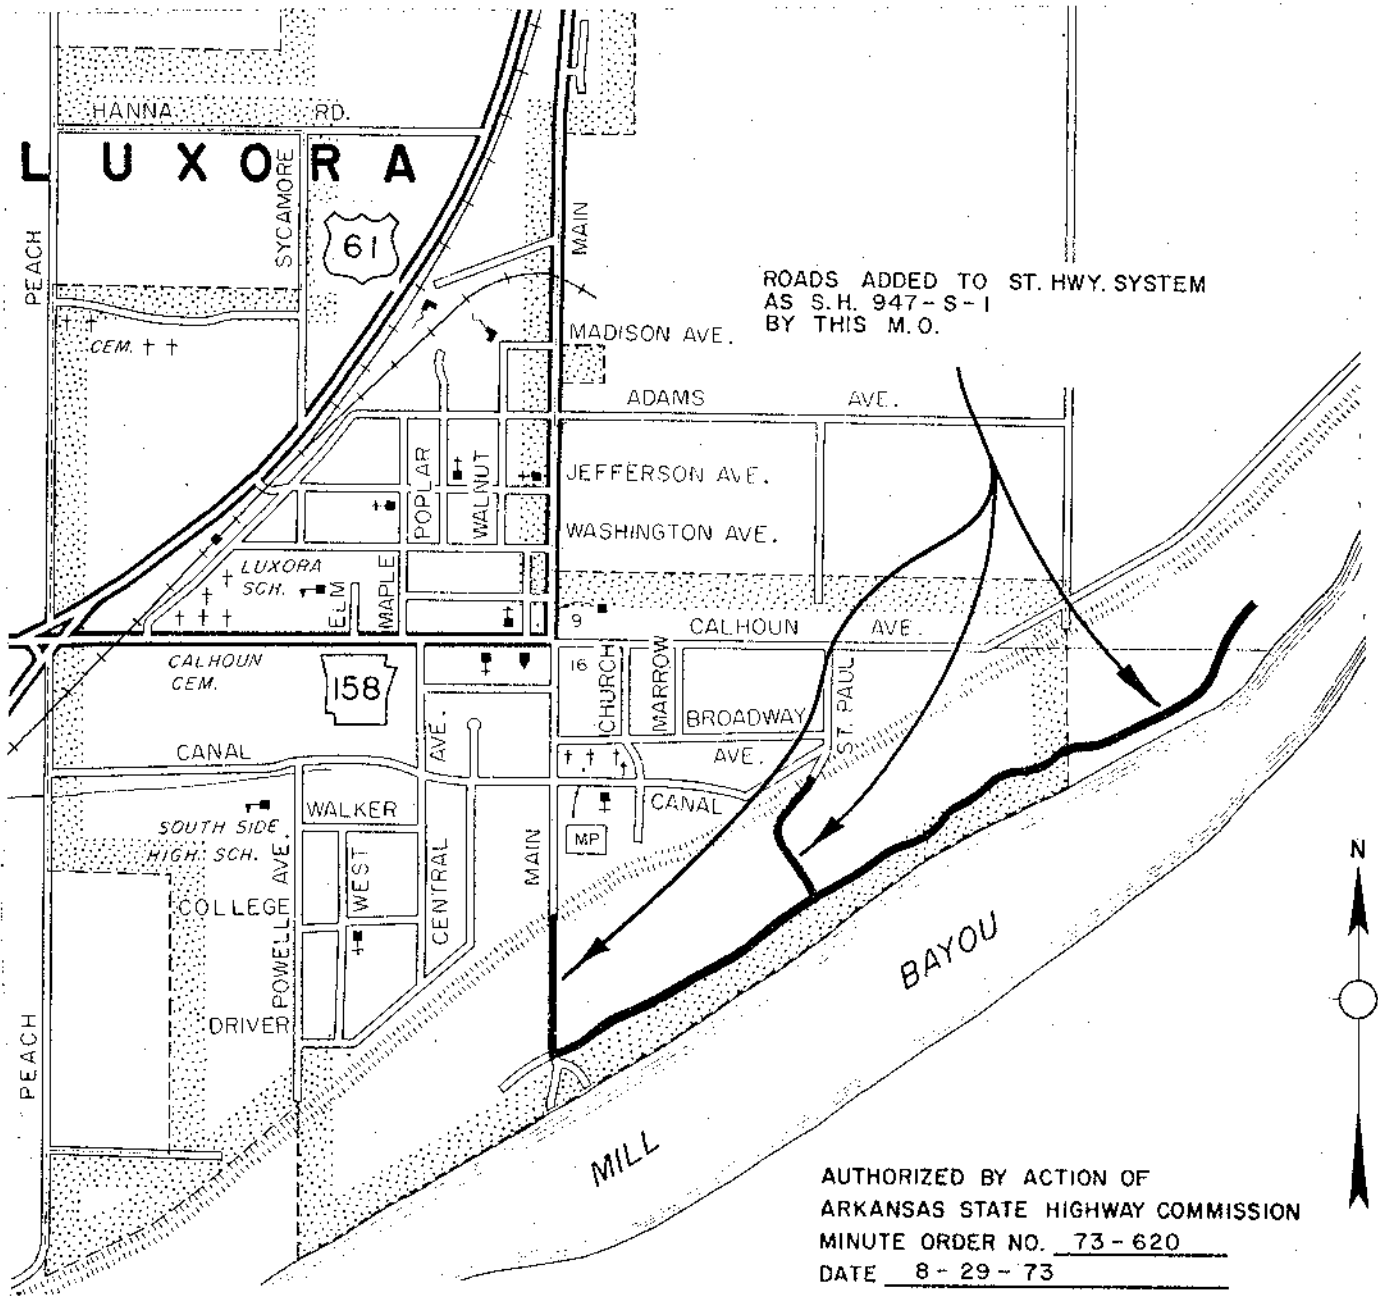 HANNA RD.
LUXORA
PEACH
SYCAMORE
61
MAIN
ROADS ADDED TO ST. HWY. SYSTEM
AS S.H. 947-S-1
BY THIS M.O.
CEM.
MADISON AVE.
ADAMS AVE.
POPLAR
WALNUT
JEFFERSON AVE.
WASHINGTON AVE.
LUXORA
SCH.
ELM
MAPLE
9
CALHOUN AVE.
CALHOUN
CEM.
158
16
CHURCH
MARROW
ST. PAUL
BROADWAY
AVE.
CANAL
AVE.
CANAL
WALKER
SOUTH SIDE
HIGH. SCH.
MP
MAIN
N
WEST
CENTRAL
COLLEGE
POWELL AVE.
DRIVER
PEACH
MILL BAYOU
AUTHORIZED BY ACTION OF
ARKANSAS STATE HIGHWAY COMMISSION
MINUTE ORDER NO. 73-620
DATE 8-29-73